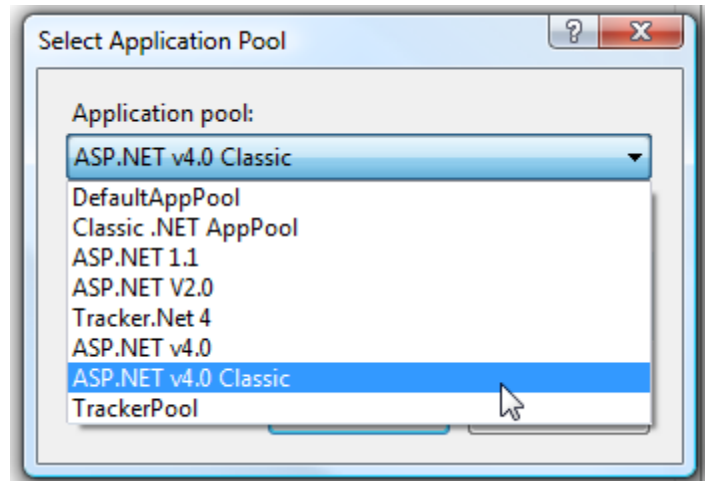 Select Application Pool
Application pool:
ASP.NET v4.0 Classic
DefaultAppPool
Classic .NET AppPool
ASP.NET 1.1
ASP.NET V2.0
Tracker.Net 4
ASP.NET v4.0
ASP.NET v4.0 Classic
TrackerPool